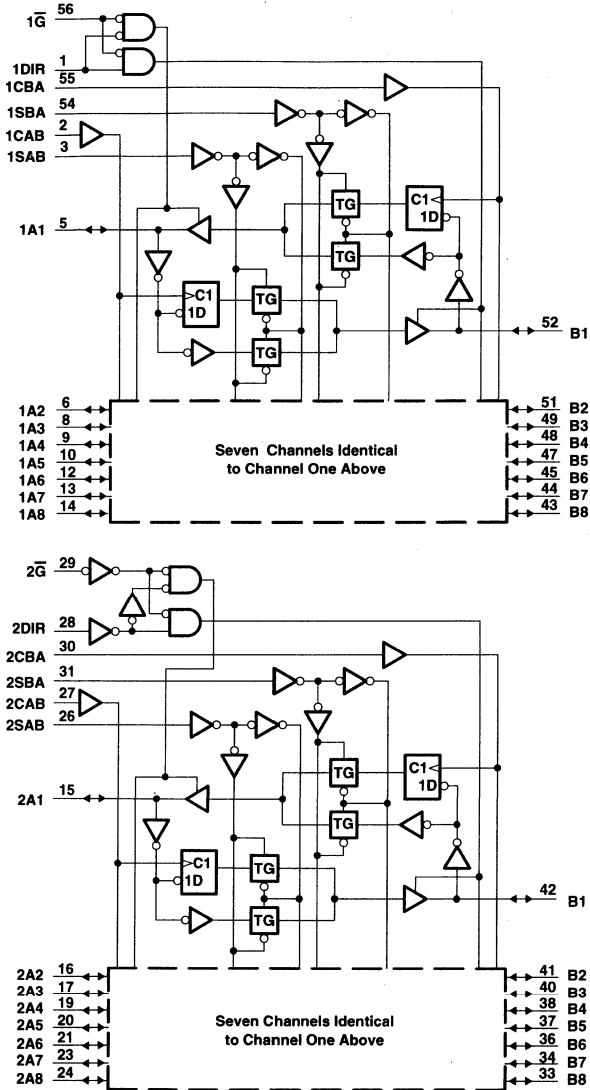 1G̅ 56
1DIR 1
1CBA 55
1SBA 54
1CAB 2
1SAB 3
TG
C1
1D
1A1 5
TG
C1
1D
TG
52 B1
TG
1A2 6
1A3 8
1A4 9
1A5 10
1A6 12
1A7 13
1A8 14
Seven Channels Identical
to Channel One Above
51 B2
49 B3
48 B4
47 B5
45 B6
44 B7
43 B8
2G̅ 29
2DIR 28
2CBA 30
2SBA 31
2CAB 27
2SAB 26
TG
C1
1D
2A1 15
TG
C1
1D
TG
42 B1
TG
2A2 16
2A3 17
2A4 19
2A5 20
2A6 21
2A7 23
2A8 24
Seven Channels Identical
to Channel One Above
41 B2
40 B3
38 B4
37 B5
36 B6
34 B7
33 B8